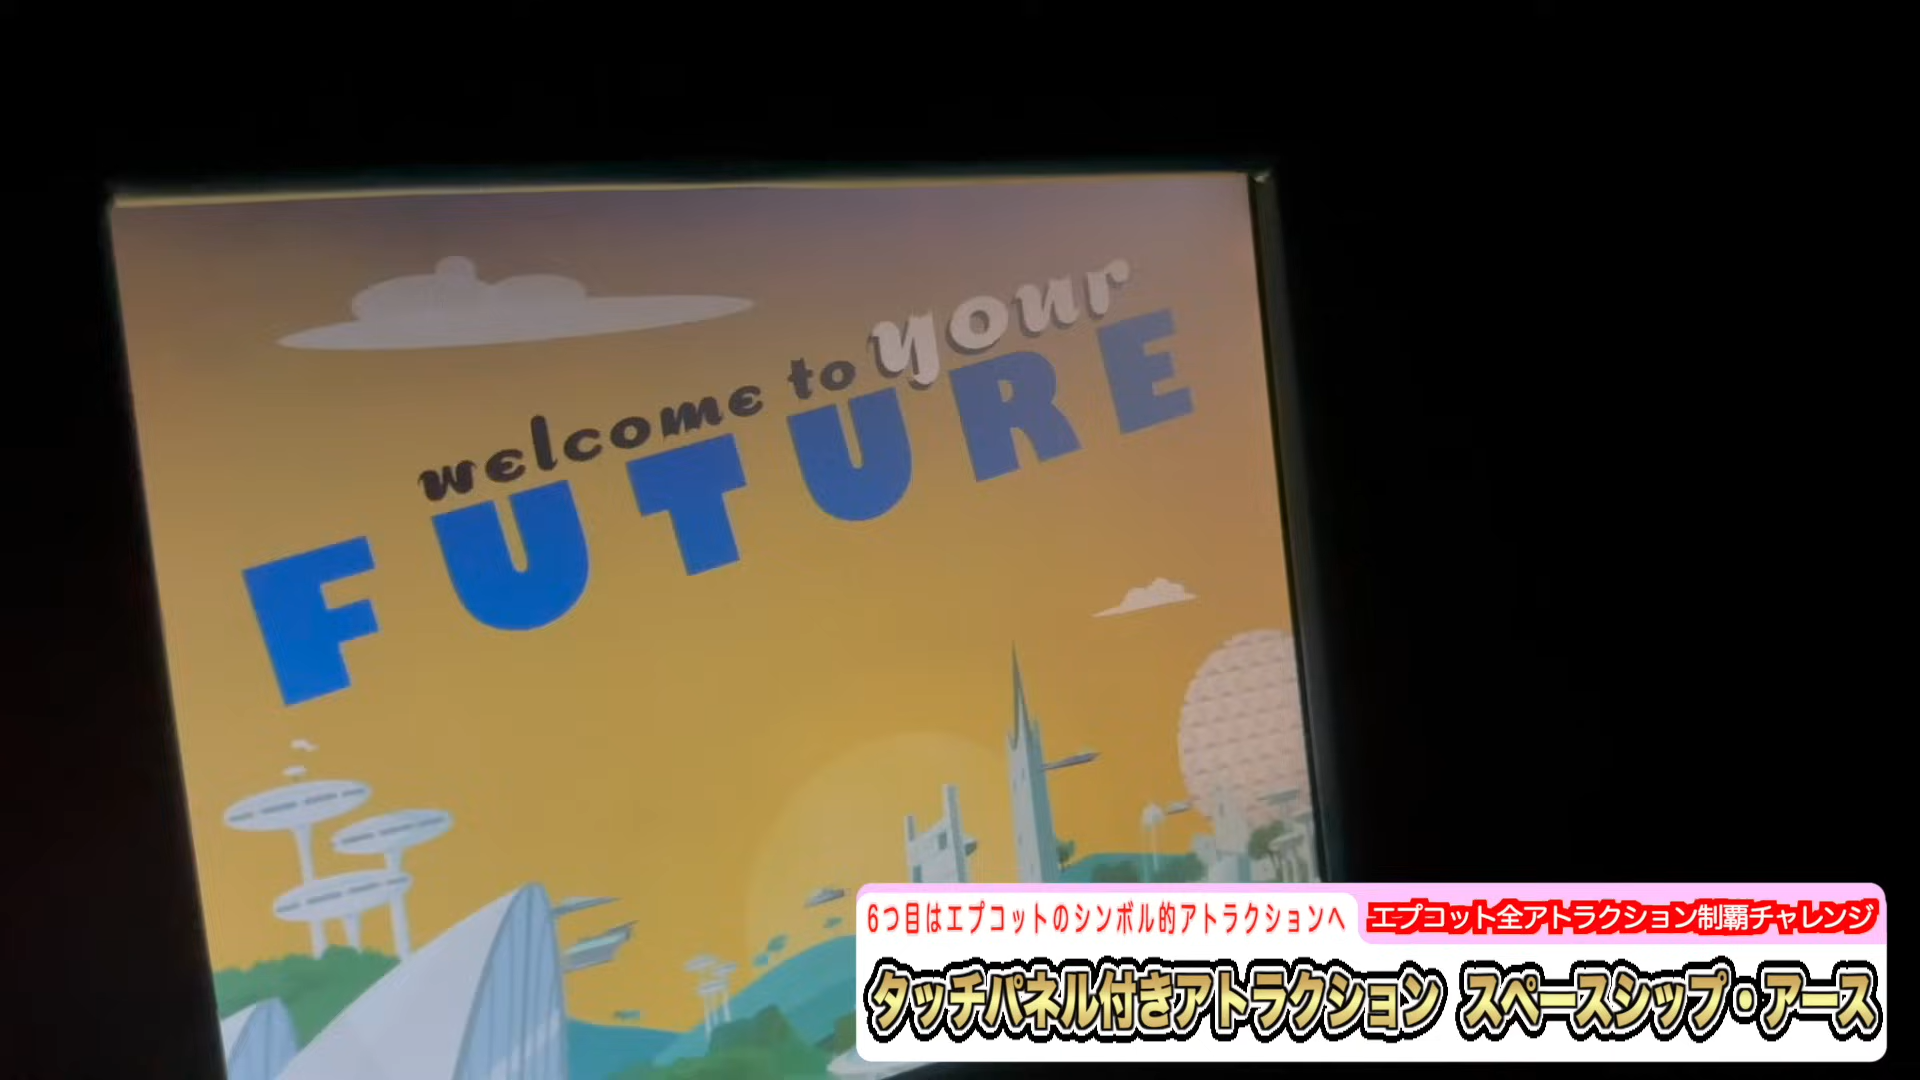 welcome to your
FUTURE
6つ目はエプコットのシンボル的アトラクションへ
エプコット全アトラクション制覇チャレンジ
タッチパネル付きアトラクション スペースシップ・アース